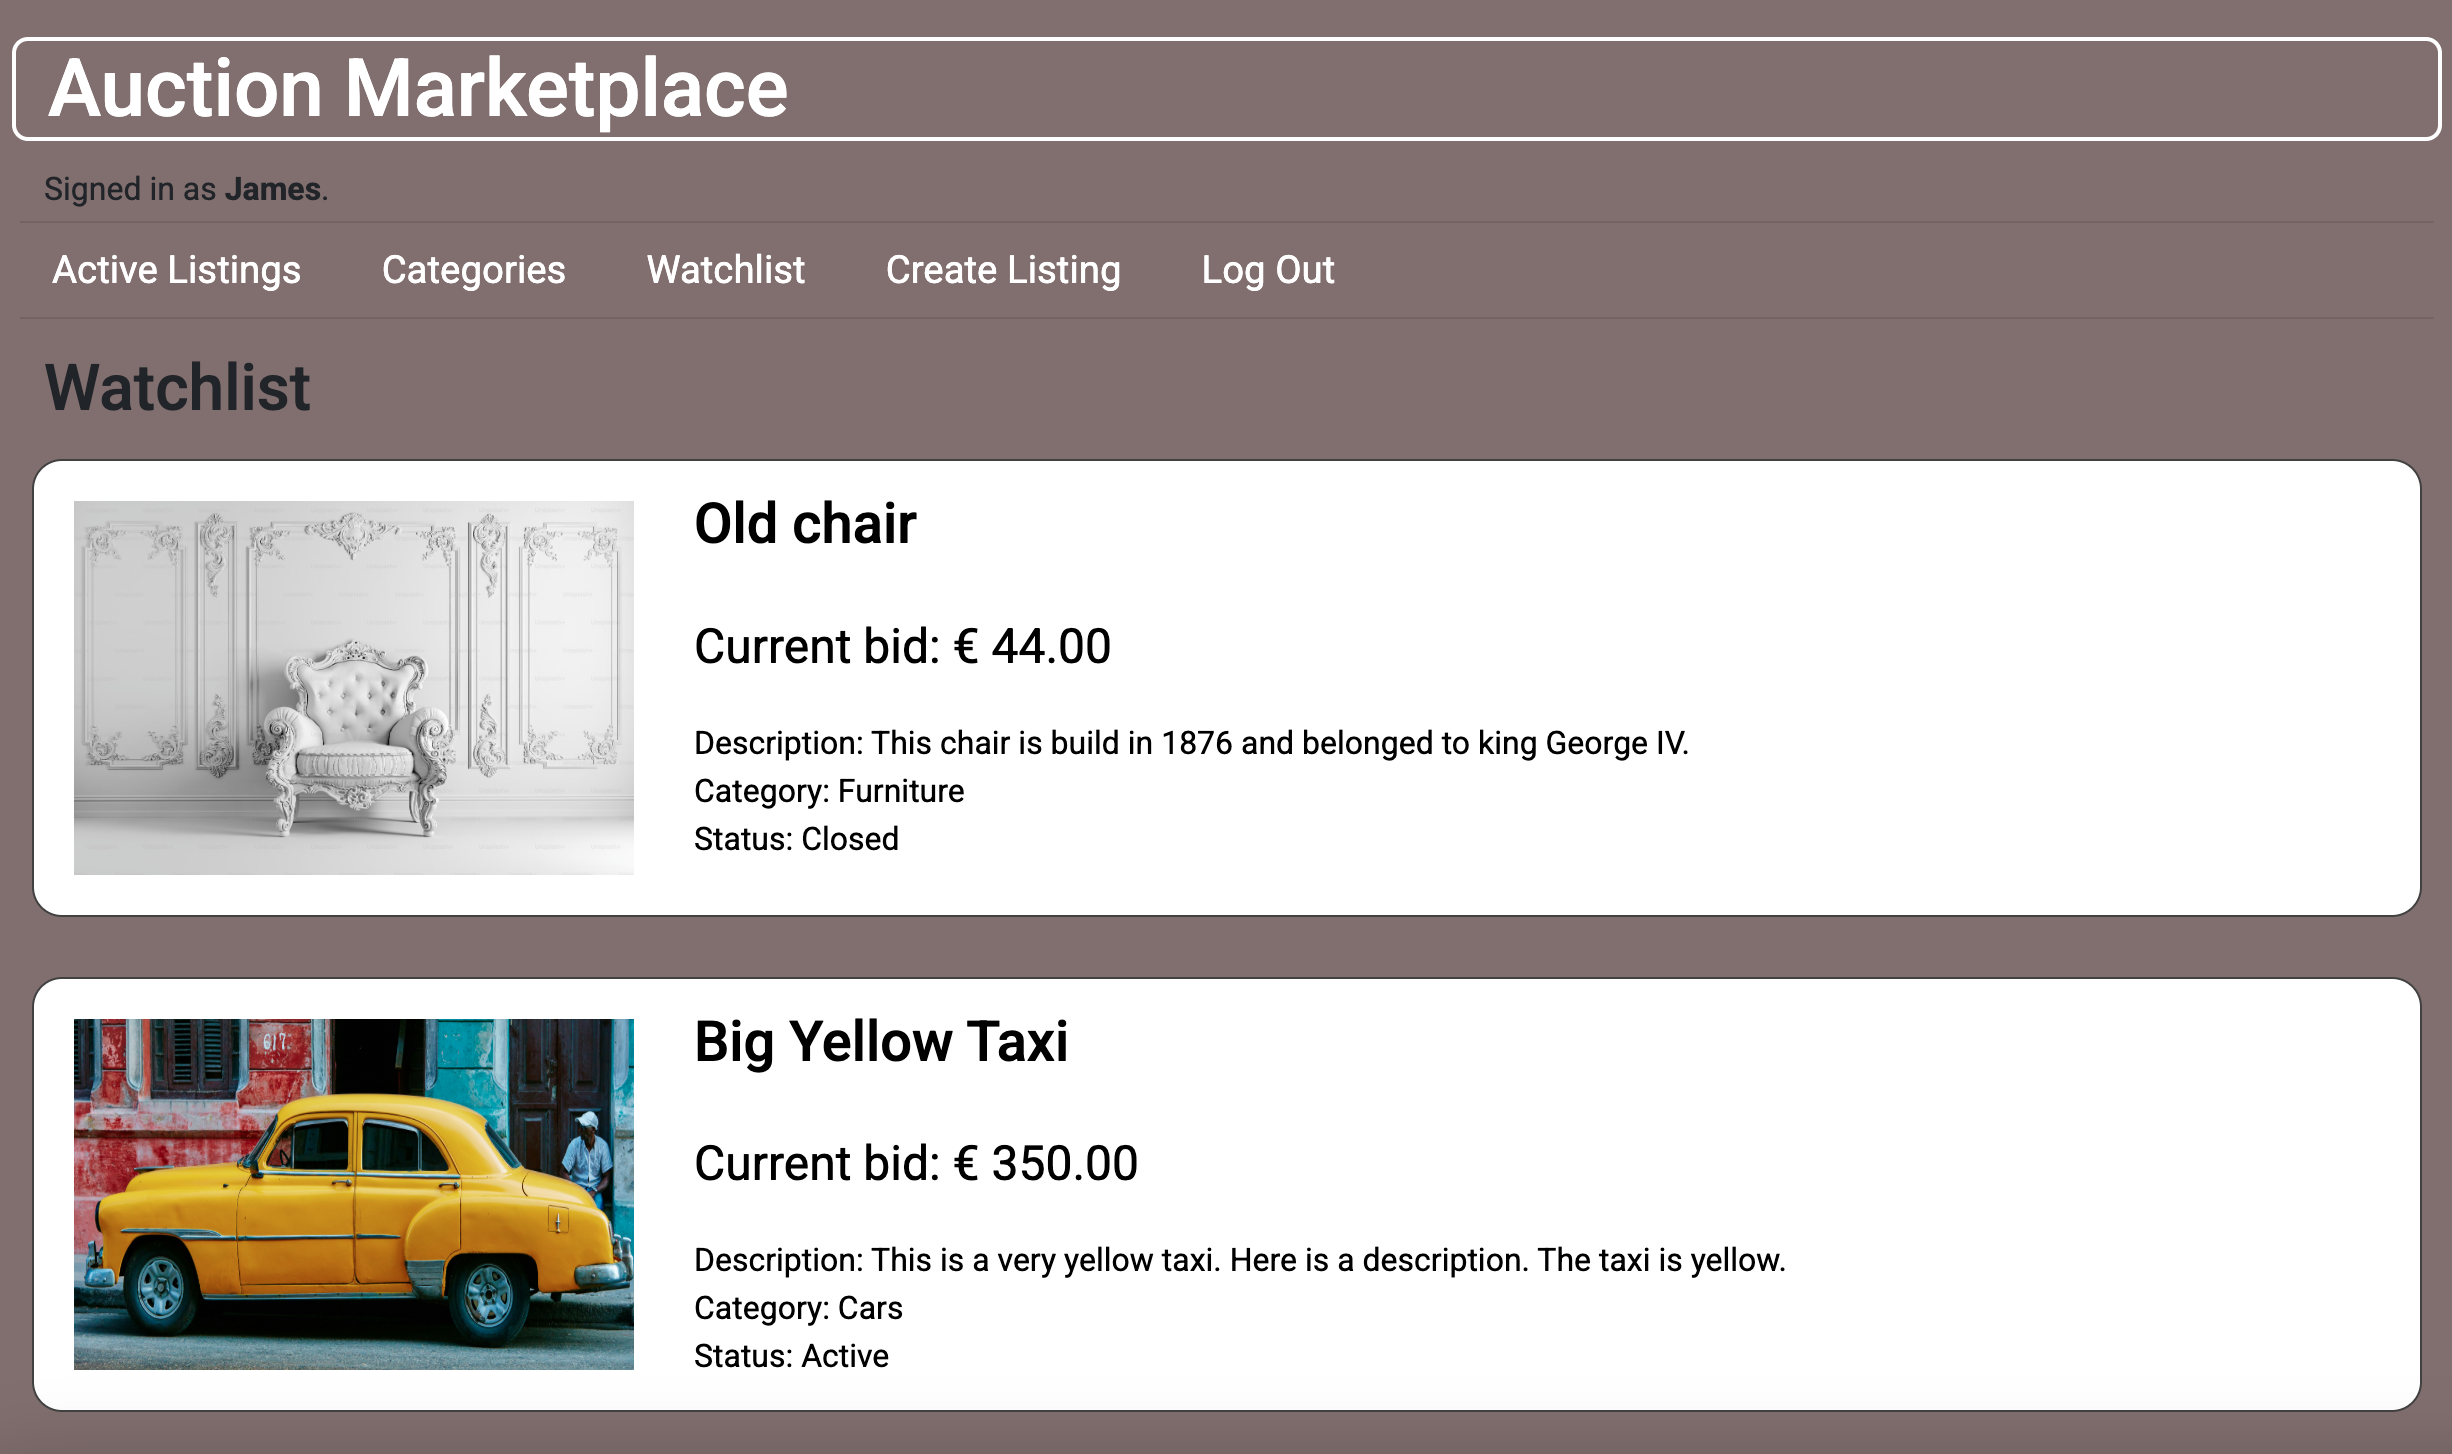 Auction Marketplace
Signed in as James.
Active Listings Categories Watchlist Create Listing Log Out
Watchlist
Old chair
Current bid: € 44.00
Description: This chair is build in 1876 and belonged to king George IV.
Category: Furniture
Status: Closed
617
Big Yellow Taxi
Current bid: € 350.00
Description: This is a very yellow taxi. Here is a description. The taxi is yellow.
Category: Cars
Status: Active